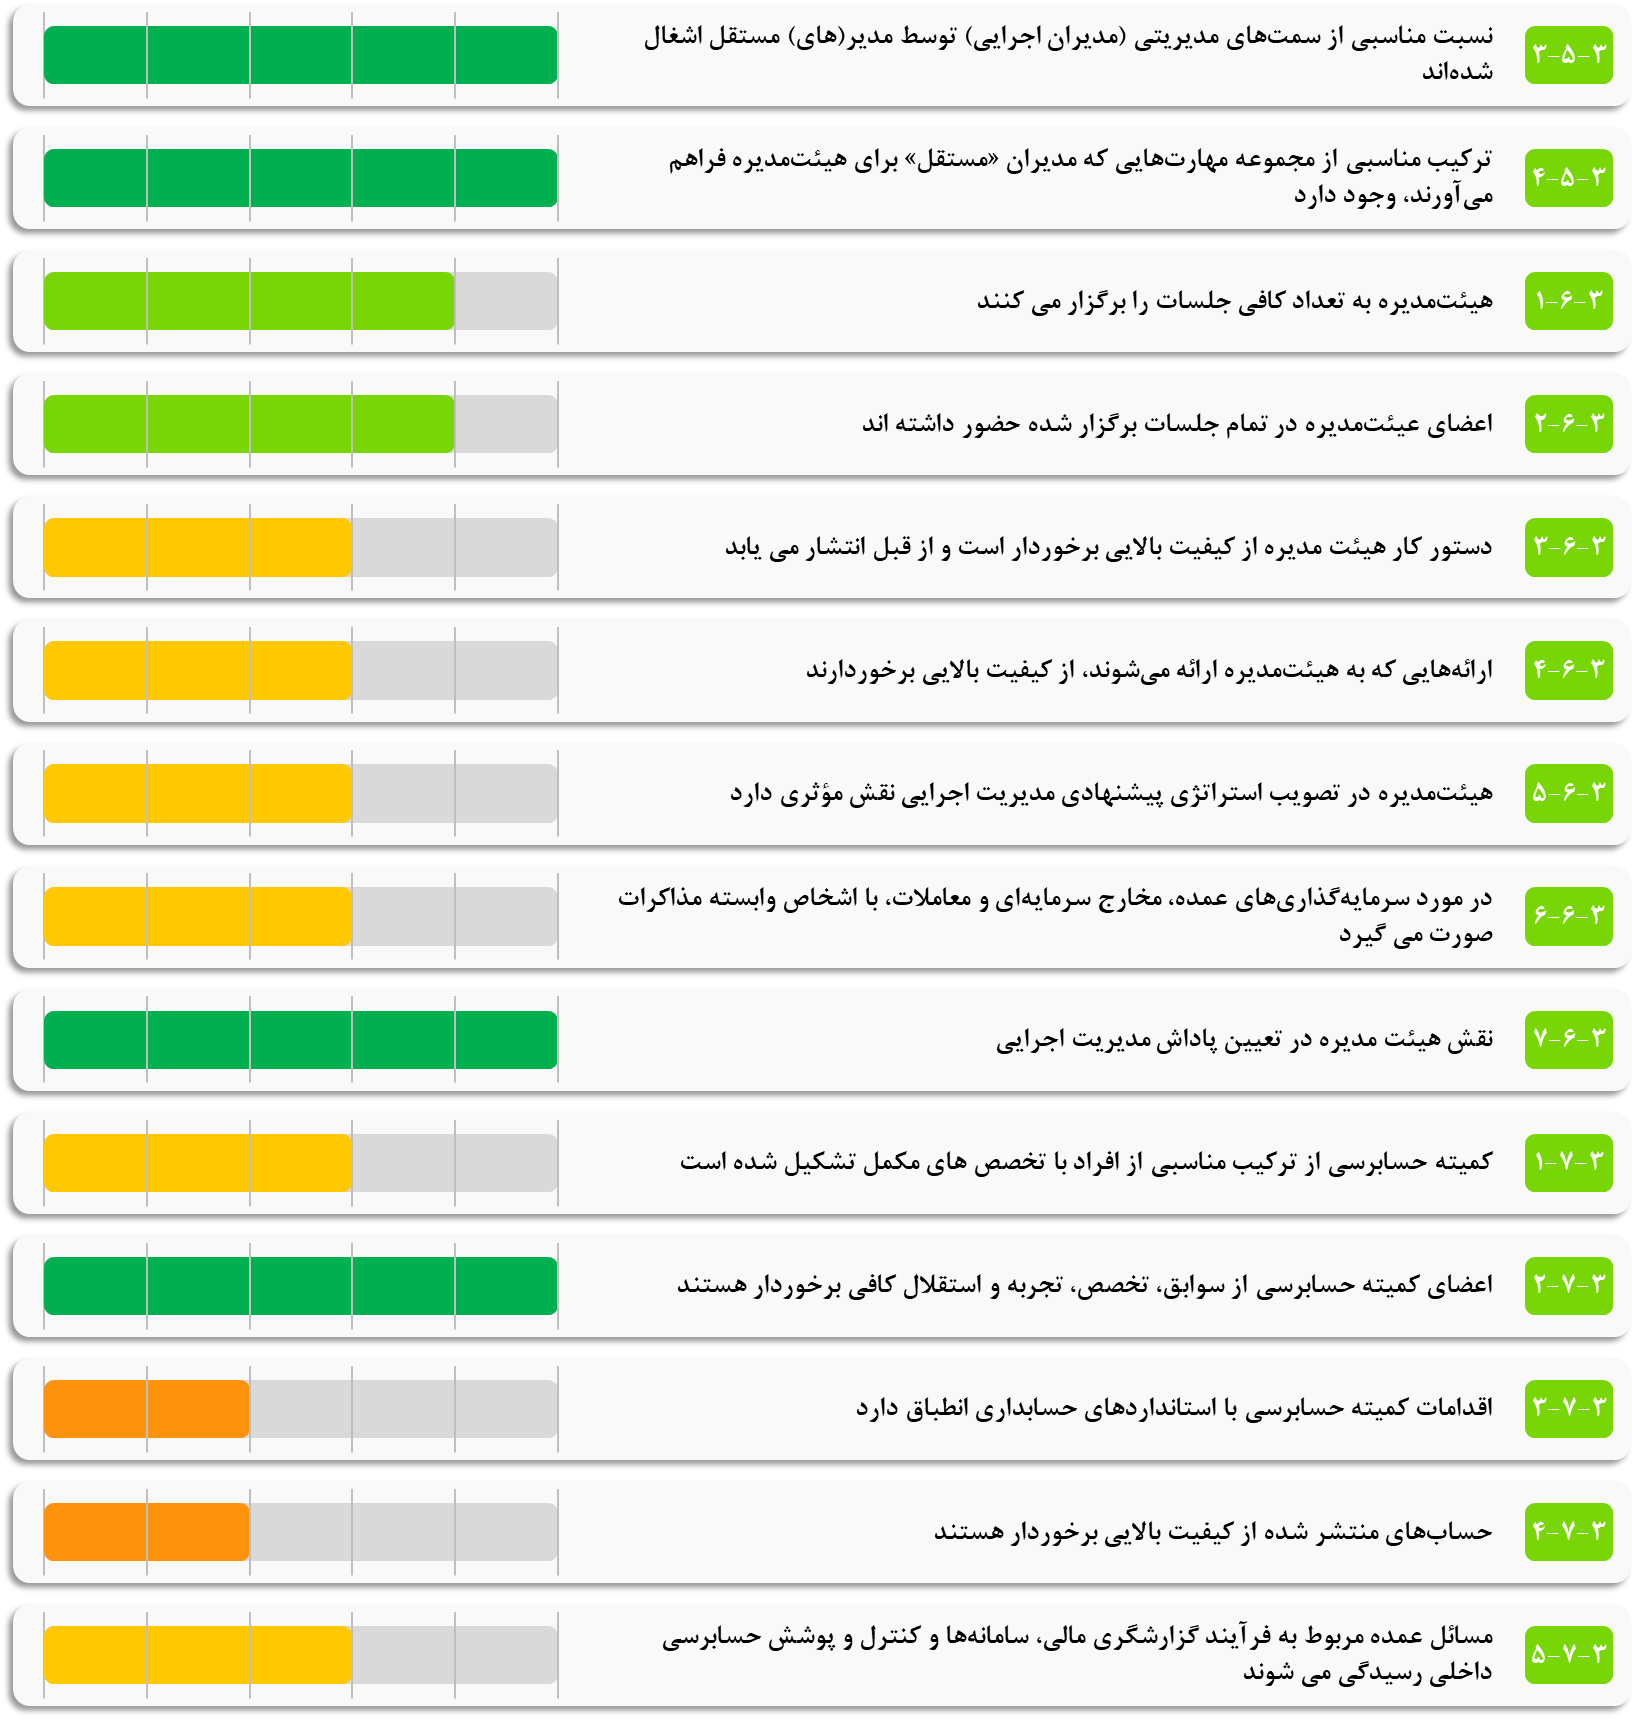 ۳-۵-۳
نسبت مناسبی از سمت‌های مدیریتی (مدیران اجرایی) توسط مدیر(های) مستقل اشغال
شده‌اند
۳-۵-۴
ترکیب مناسبی از مجموعه مهارت‌هایی که مدیران «مستقل» برای هیئت‌مدیره فراهم
می‌آورند، وجود دارد
۳-۶-۱
هیئت‌مدیره به تعداد کافی جلسات را برگزار می کنند
۳-۶-۲
اعضای عیئت‌مدیره در تمام جلسات برگزار شده حضور داشته اند
۳-۶-۳
دستور کار هیئت مدیره از کیفیت بالایی برخوردار است و از قبل انتشار می یابد
۳-۶-۴
ارائه‌هایی که به هیئت‌مدیره ارائه می‌شوند، از کیفیت بالایی برخوردارند
۳-۶-۵
هیئت‌مدیره در تصویب استراتژی پیشنهادی مدیریت اجرایی نقش مؤثری دارد
۳-۶-۶
در مورد سرمایه‌گذاری‌های عمده، مخارج سرمایه‌ای و معاملات، با اشخاص وابسته مذاکرات
صورت می گیرد
۳-۶-۷
نقش هیئت مدیره در تعیین پاداش مدیریت اجرایی
۳-۷-۱
کمیته حسابرسی از ترکیب مناسبی از افراد با تخصص های مکمل تشکیل شده است
۳-۷-۲
اعضای کمیته حسابرسی از سوابق، تخصص، تجربه و استقلال کافی برخوردار هستند
۳-۷-۳
اقدامات کمیته حسابرسی با استانداردهای حسابداری انطباق دارد
۳-۷-۴
حساب‌های منتشر شده از کیفیت بالایی برخوردار هستند
۳-۷-۵
مسائل عمده مربوط به فرآیند گزارشگری مالی، سامانه‌ها و کنترل و پوشش حسابرسی
داخلی رسیدگی می شوند